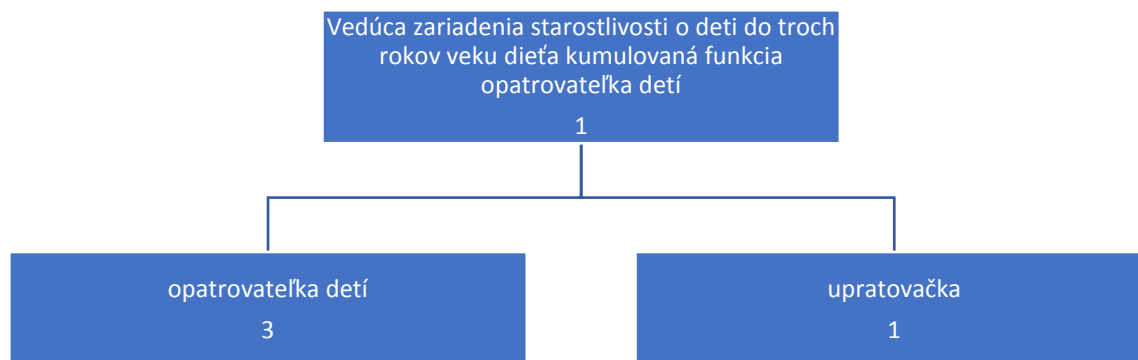 Vedúca zariadenia starostlivosti o deti do troch
rokov veku dieťa kumulovaná funkcia
opatrovateľka detí
1
opatrovateľka detí
3
upratovačka
1